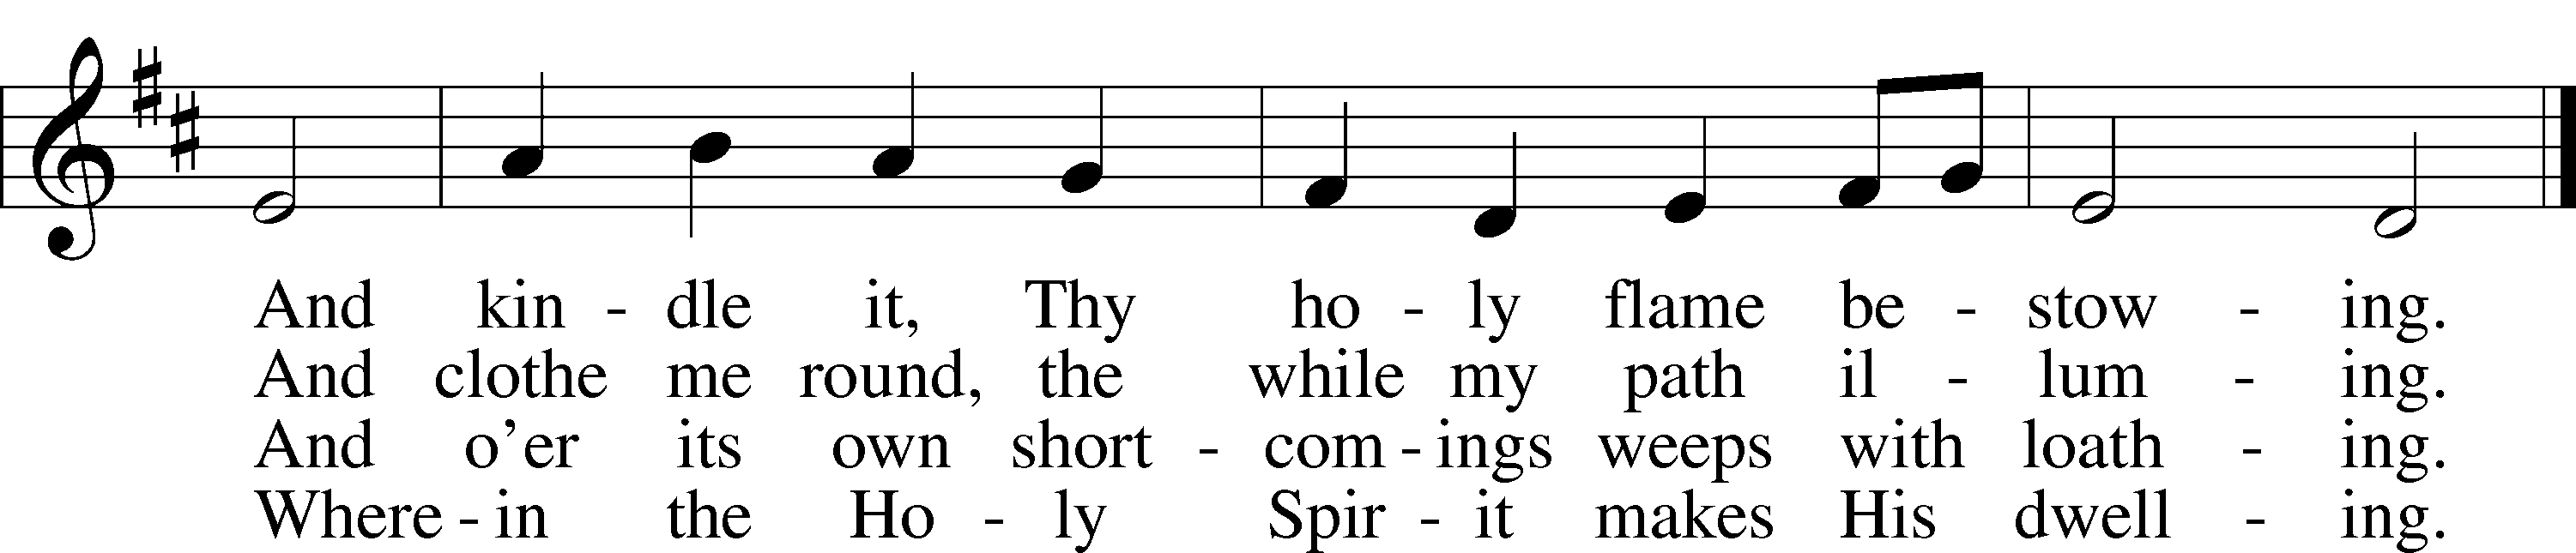 And kin - dle it, Thy ho - ly flame be - stow - ing.
And clothe me round, the while my path il - lum - ing.
And o'er its own short - com - ings weeps with loath - ing.
Where - in the Ho - ly Spir - it makes His dwell - ing.